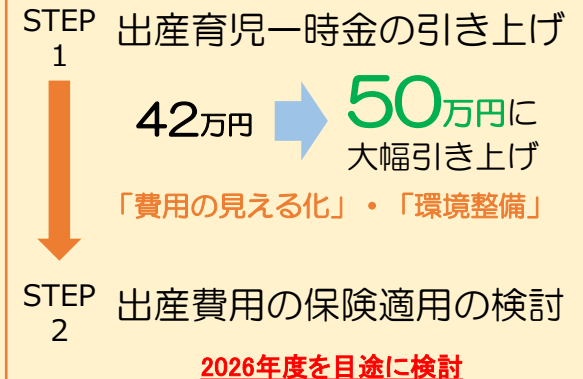 STEP
1
出産育児一時金の引き上げ
42万円
50万円に
大幅引き上げ
「費用の見える化」・「環境整備」
STEP
2
出産費用の保険適用の検討
2026年度を目途に検討